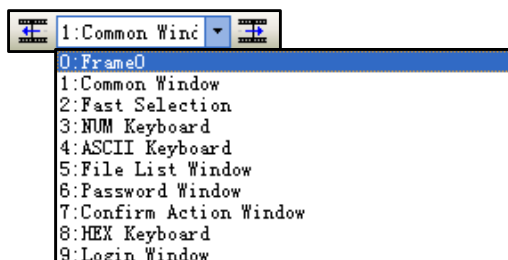 1:Common Wind
0:Frame0
1:Common Window
2:Fast Selection
3:NUM Keyboard
4:ASCII Keyboard
5:File List Window
6:Password Window
7:Confirm Action Window
8:HEX Keyboard
9:Login Window